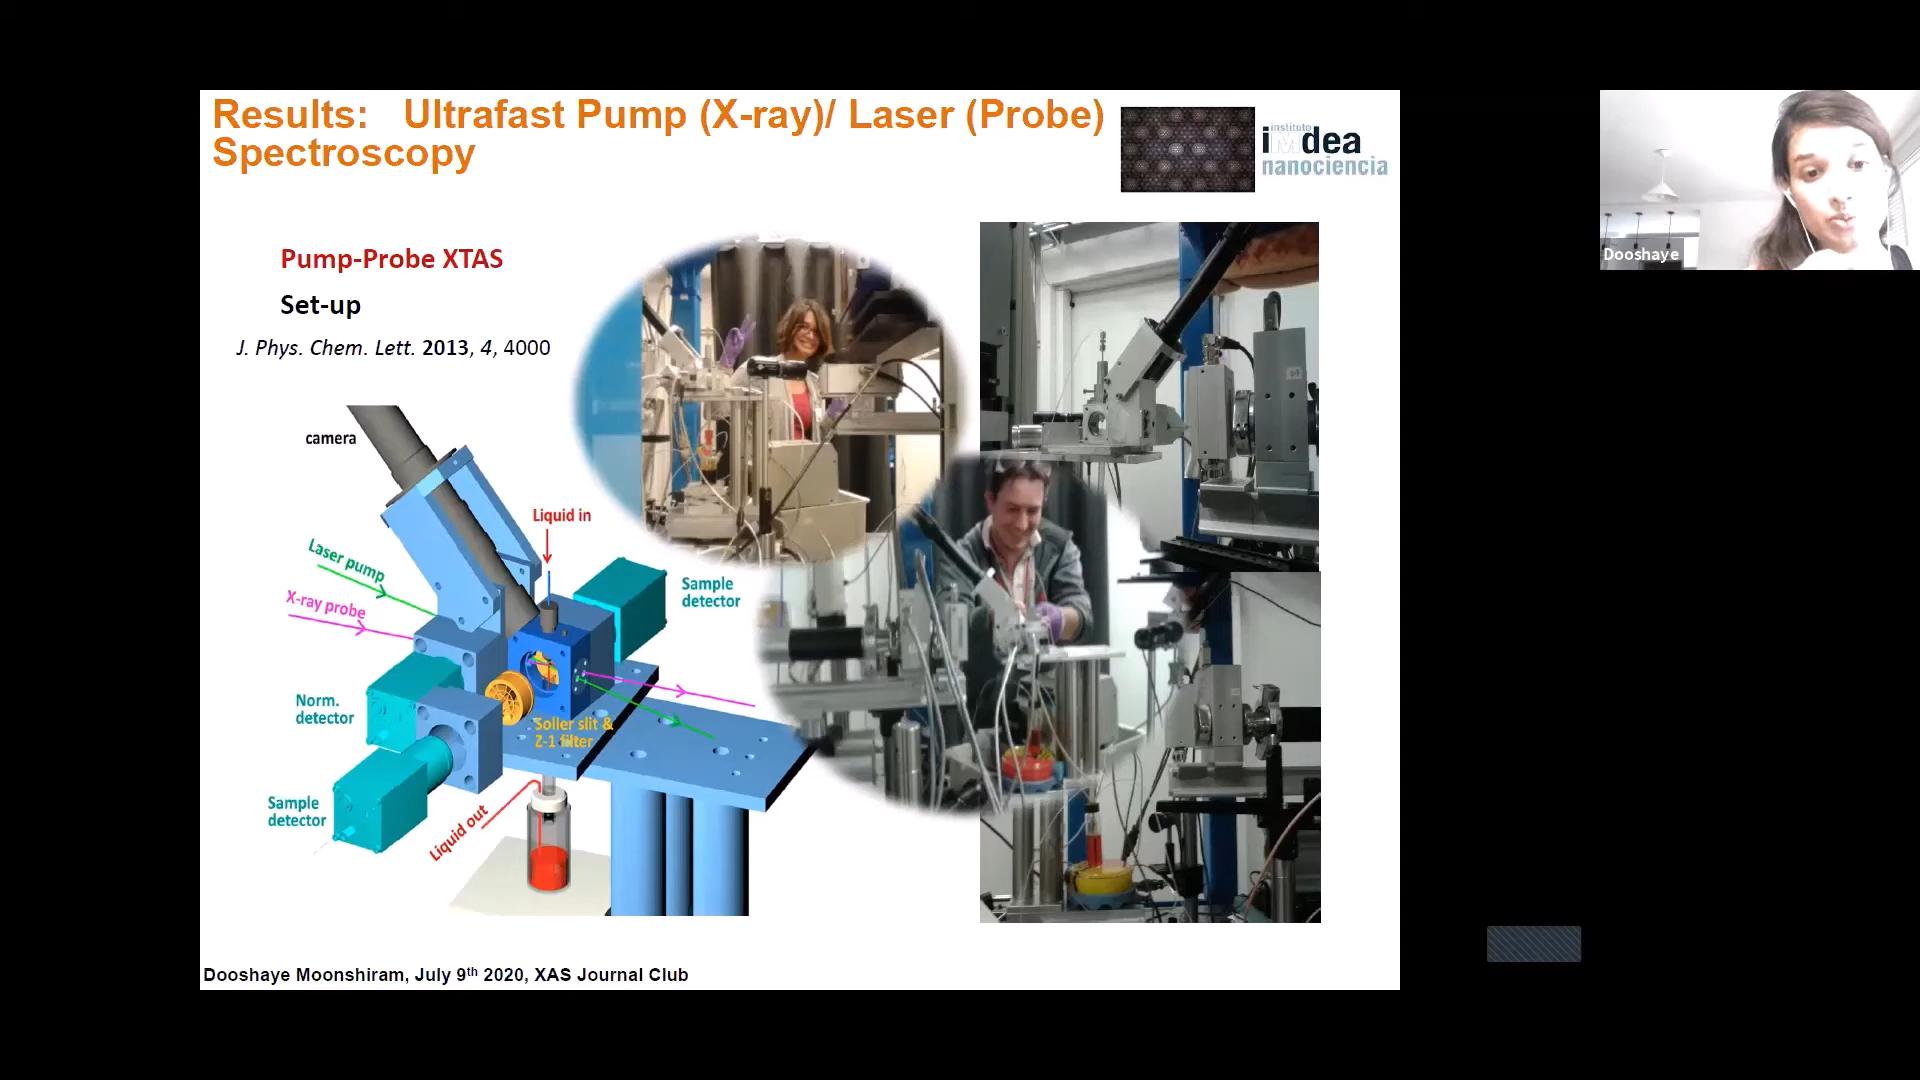 Results: Ultrafast Pump (X-ray)/ Laser (Probe)
Spectroscopy
instituto
iMdea
nanociencia
Pump-Probe XTAS
Set-up
J. Phys. Chem. Lett. 2013, 4, 4000
camera
Liquid in
Laser pump
X-ray probe
Sample
detector
Norm.
detector
Soller slit &
Z-1 filter
Sample
detector
Liquid out
Dooshaye Moonshiram, July 9th 2020, XAS Journal Club
Dooshaye